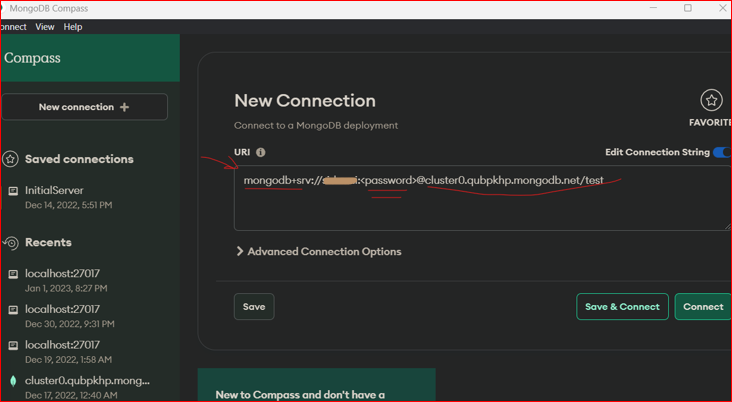 MongoDB Compass
onnect View Help
Compass
New connection +
Saved connections
InitialServer
Dec 14, 2022, 5:51 PM
Recents
localhost:27017
Jan 1, 2023, 8:27 PM
localhost:27017
Dec 30, 2022, 9:31 PM
localhost:27017
Dec 19, 2022, 1:58 AM
cluster0.qubpkhp.mong...
Dec 17, 2022, 12:40 AM
New Connection
Connect to a MongoDB deployment
FAVORITE
URI
Edit Connection String
mongodb+srv:// i:<password>@cluster0.qubpkhp.mongodb.net/test
Advanced Connection Options
Save
Save & Connect
Connect
New to Compass and don't have a